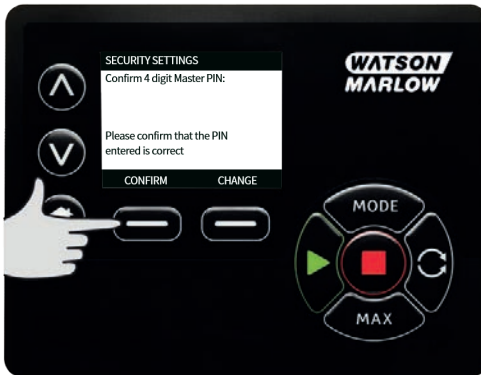 SECURITY SETTINGS
Confirm 4 digit Master PIN:
Please confirm that the PIN
entered is correct
CONFIRM CHANGE
WATSON
MARLOW
MODE
MAX